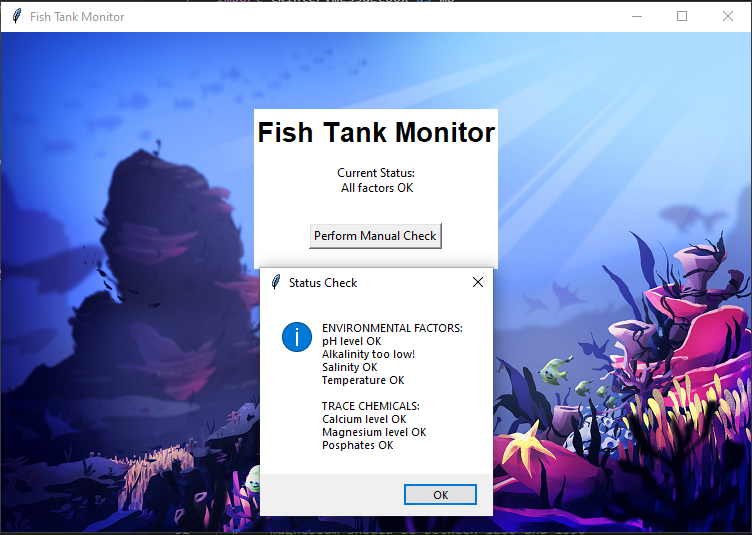 Fish Tank Monitor
Fish Tank Monitor
Current Status:
All factors OK
Perform Manual Check
Status Check
ENVIRONMENTAL FACTORS:
pH level OK
Alkalinity too low!
Salinity OK
Temperature OK
TRACE CHEMICALS:
Calcium level OK
Magnesium level OK
Posphates OK
OK